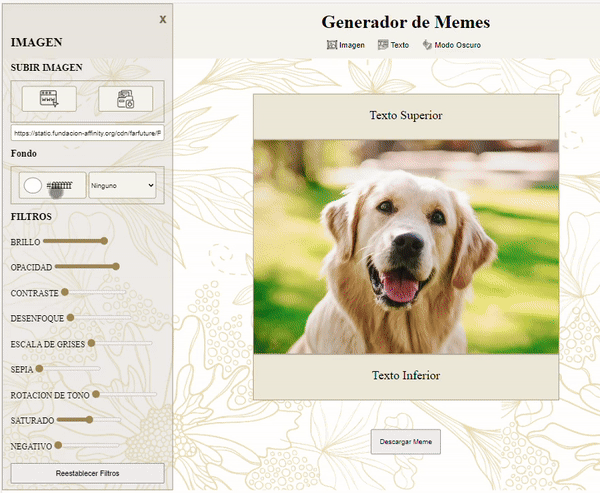 X
Generador de Memes
Imagen
Texto
Modo Oscuro
IMAGEN
SUBIR IMAGEN
WWW
https://static.fundacion-affinity.org/cdn/farfuture/P
Fondo
#ffffff
Ninguno
FILTROS
BRILLO
OPACIDAD
CONTRASTE
DESENFOQUE
ESCALA DE GRISES
SEPIA
ROTACION DE TONO
SATURADO
NEGATIVO
Reestablecer Filtros
Texto Superior
Texto Inferior
Descargar Meme